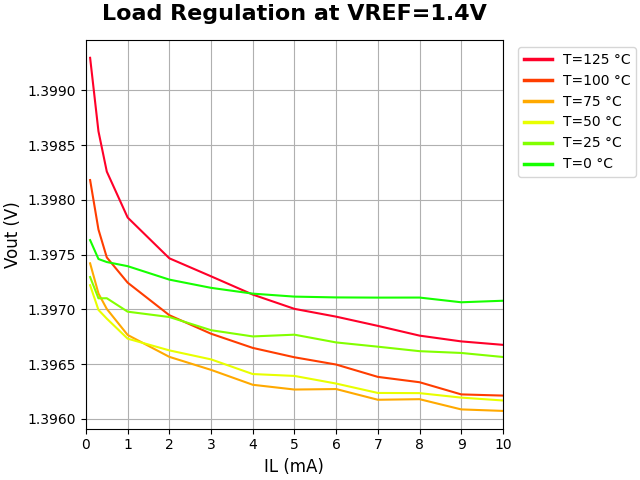 Load Regulation at VREF=1.4V
Vout (V)
1.3990
1.3985
1.3980
1.3975
1.3970
1.3965
1.3960
0 1 2 3 4 5 6 7 8 9 10
IL (mA)
T=125 °C
T=100 °C
T=75 °C
T=50 °C
T=25 °C
T=0 °C